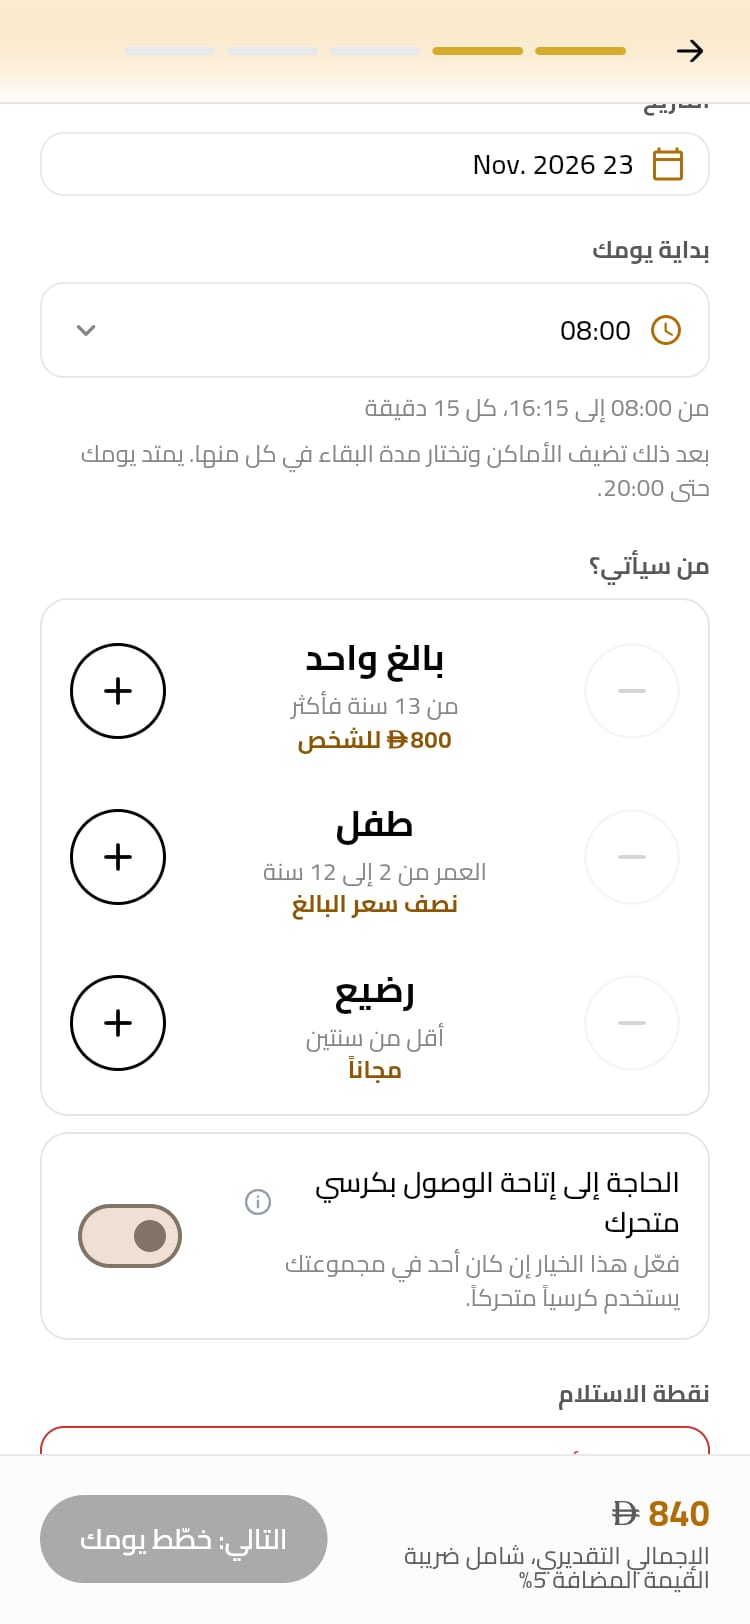 التاريخ
23 Nov. 2026
بداية يومك
08:00
من 08:00 إلى 16:15، كل 15 دقيقة
بعد ذلك تضيف الأماكن وتختار مدة البقاء في كل منها. يمتد يومك
حتى 20:00.
من سيأتي؟
بالغ واحد
من 13 سنة فأكثر
800 للشخص
طفل
العمر من 2 إلى 12 سنة
نصف سعر البالغ
رضيع
أقل من سنتين
مجاناً
الحاجة إلى إتاحة الوصول بكرسي
متحرك
فعّل هذا الخيار إن كان أحد في مجموعتك
يستخدم كرسياً متحركاً.
نقطة الاستلام
840
الإجمالي التقديري، شامل ضريبة
القيمة المضافة 5%
التالي: خطّط يومك